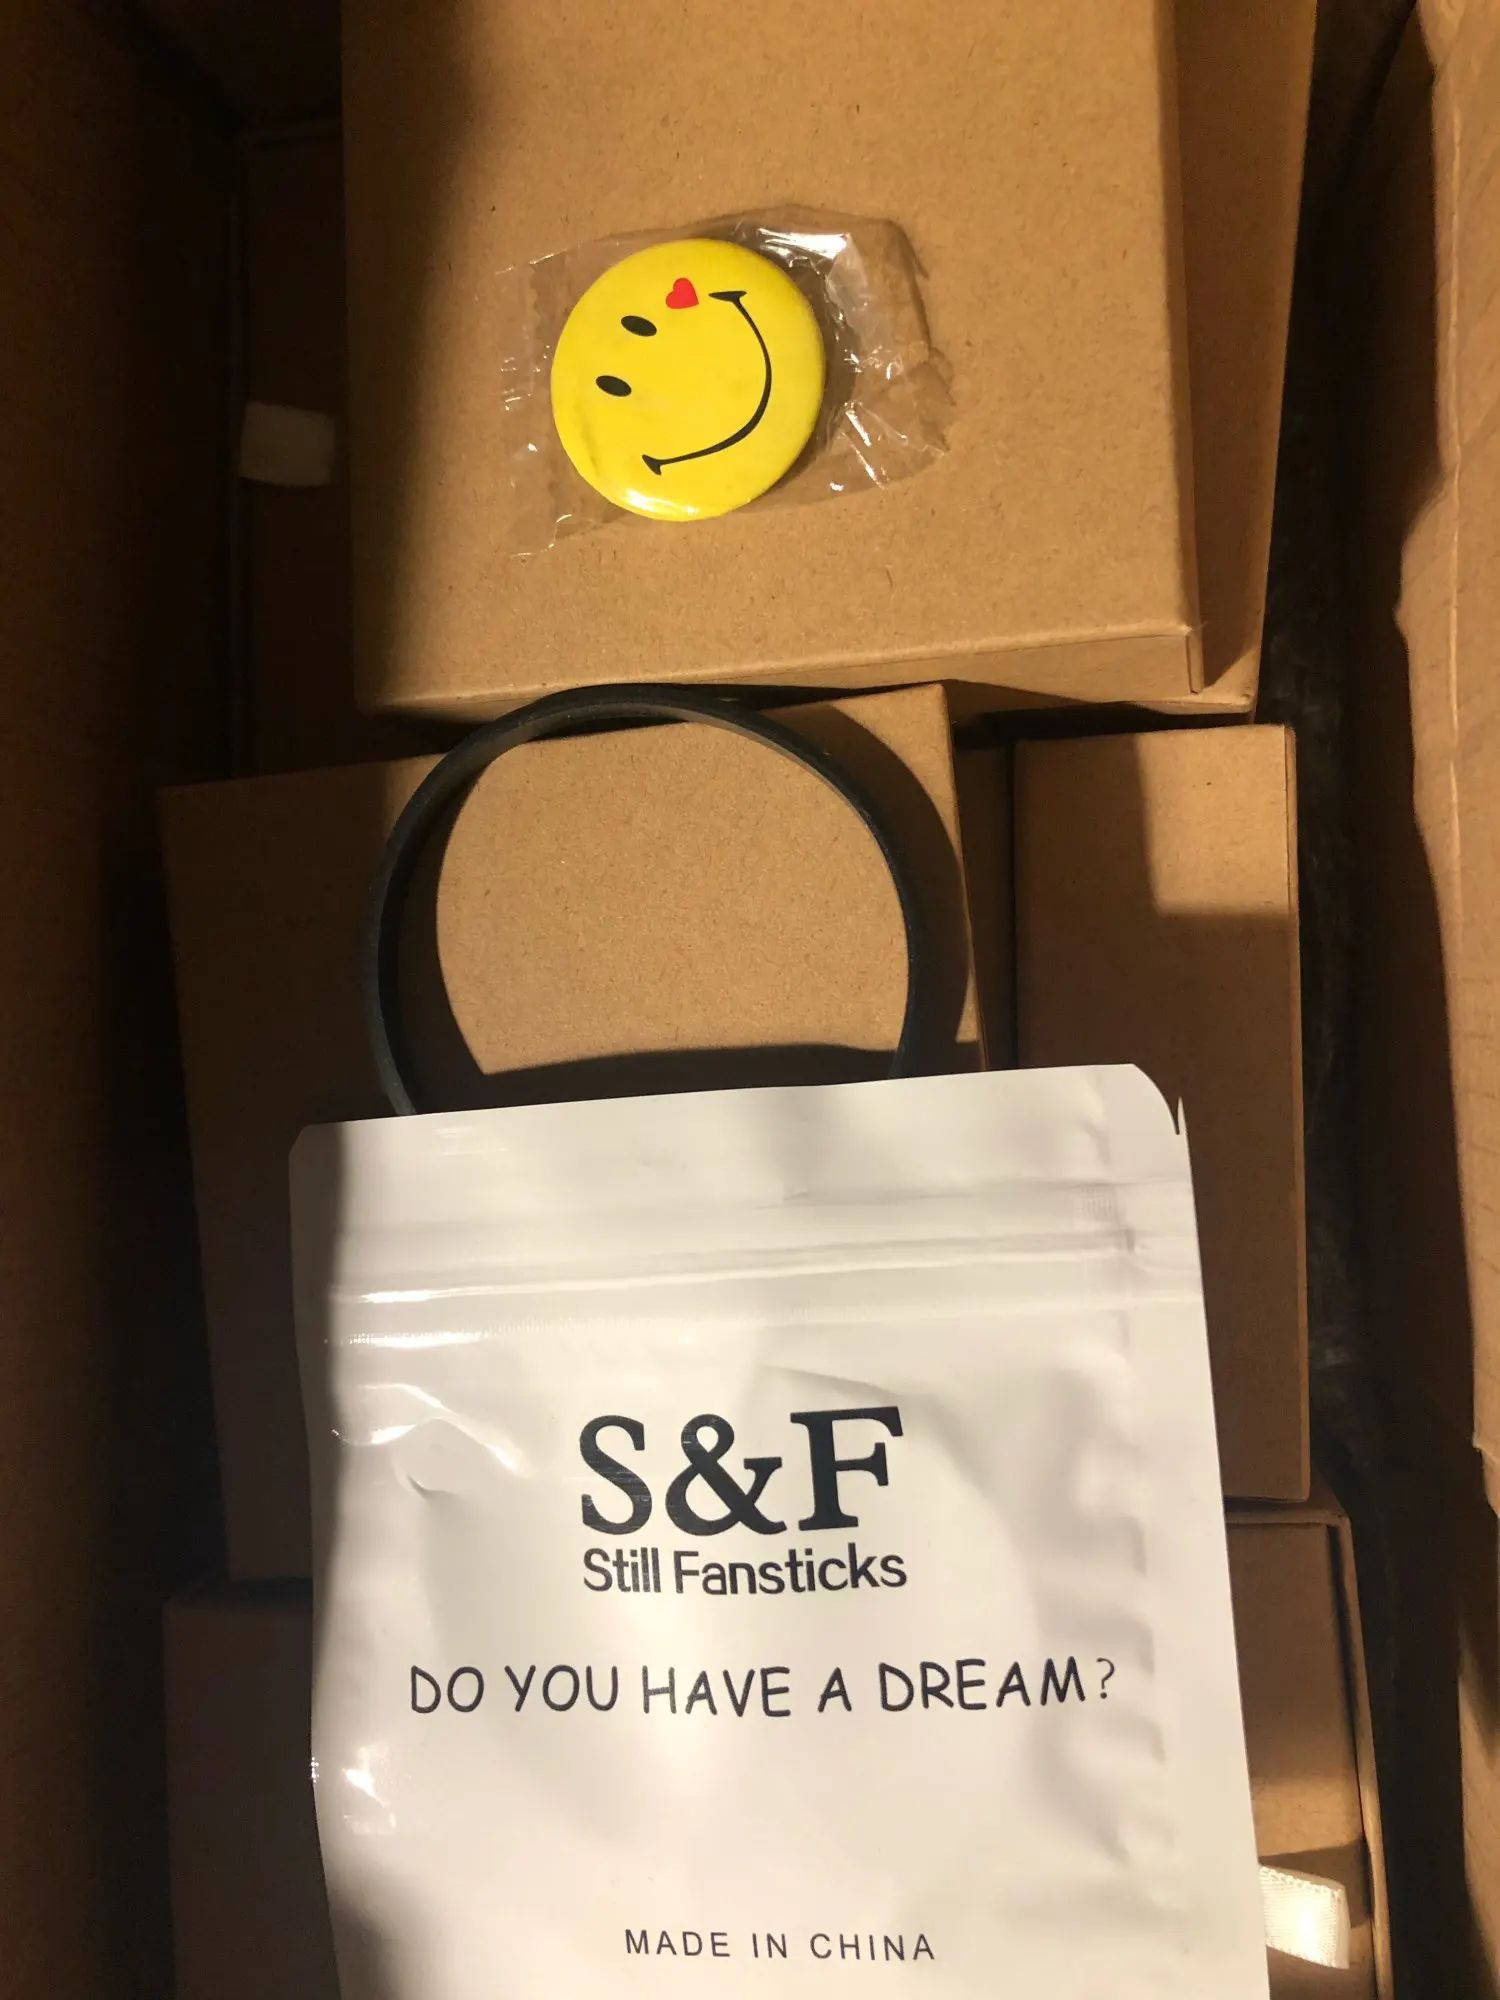 S&F
Still Fansticks
DO YOU HAVE A DREAM?
MADE IN CHINA